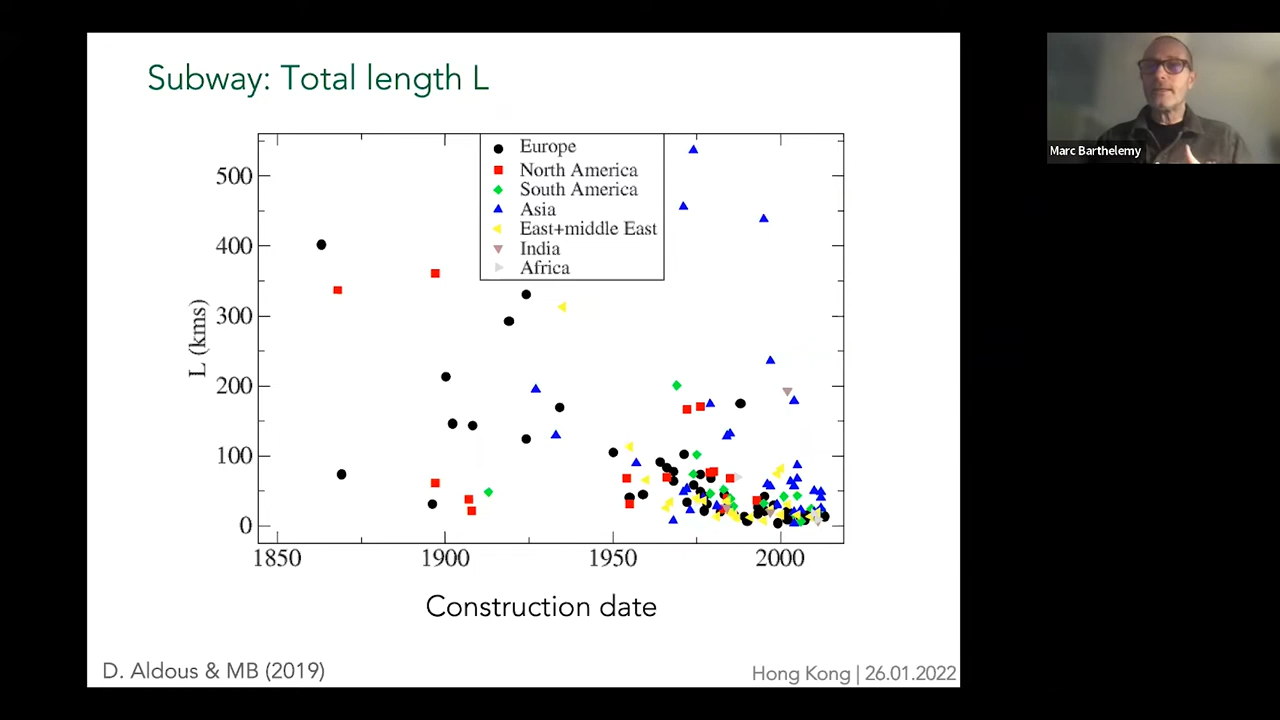 Subway: Total length L
Marc Barthelemy
Europe
North America
South America
Asia
East+middle East
India
Africa
500
400
300
200
100
0
L (kms)
1850
1900
1950
2000
Construction date
D. Aldous & MB (2019)
Hong Kong | 26.01.2022